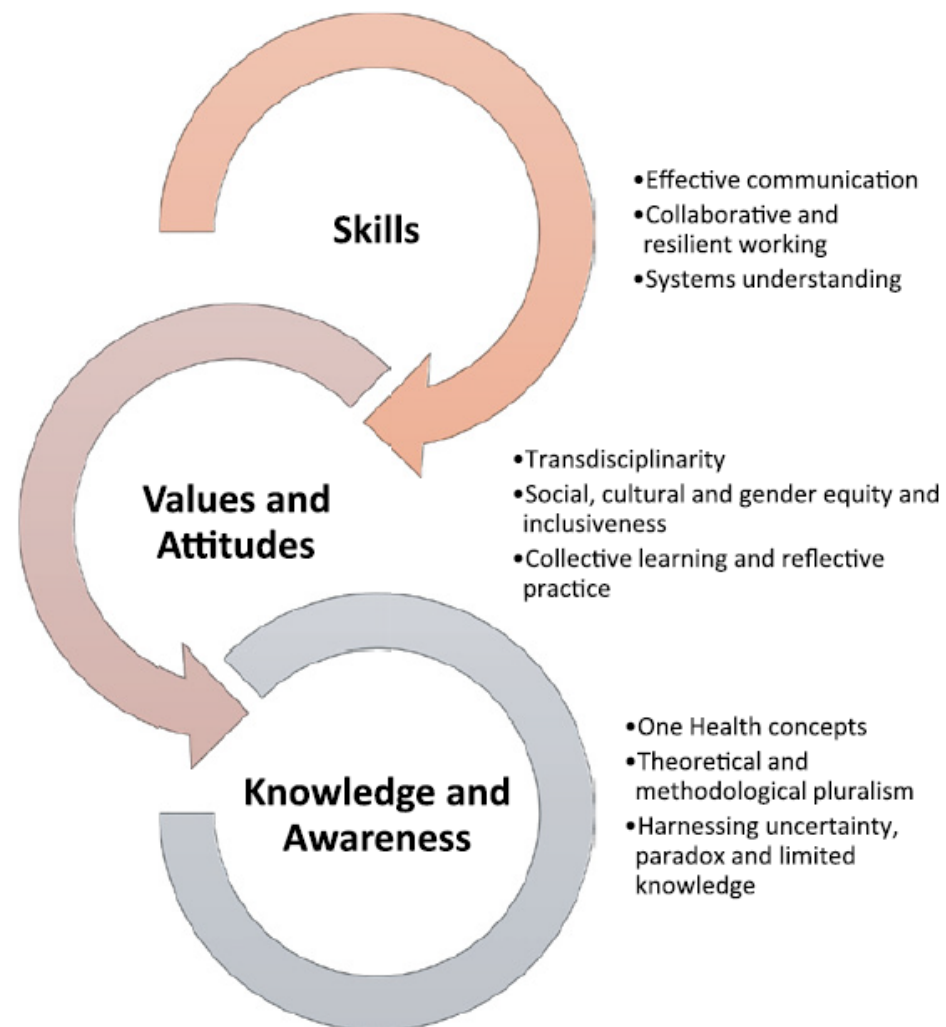 Skills
•Effective communication
•Collaborative and
resilient working
•Systems understanding
Values and
Attitudes
•Transdisciplinarity
•Social, cultural and gender equity and
inclusiveness
•Collective learning and reflective
practice
Knowledge and
Awareness
•One Health concepts
•Theoretical and
methodological pluralism
•Harnessing uncertainty,
paradox and limited
knowledge